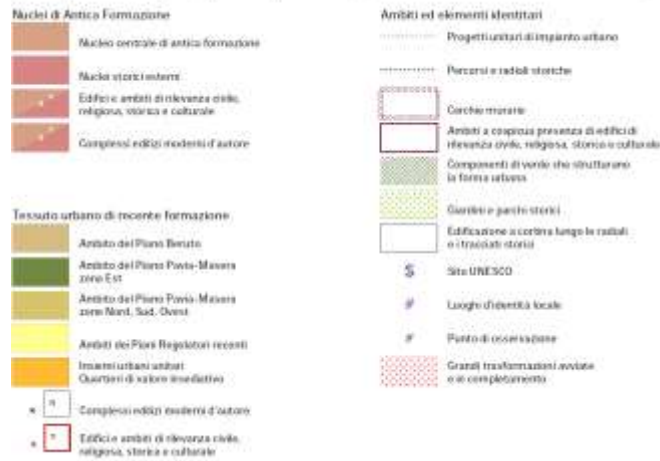 Nuclei di Antica Formazione
Nucleo centrale di antica formazione
Nuclei storici esterni
Edifici e ambiti di rilevanza civile,
religiosa, storica e culturale
Complessi edilizi moderni d'autore
Tessuto urbano di recente formazione
Ambito del Piano Beruto
Ambito del Piano Pavia-Masera
zona Est
Ambito del Piano Pavia-Masera
zone Nord, Sud, Ovest
Ambiti dei Piani Regolatori recenti
Insiemi urbani unitari
Quartieri di valore insediativo
Complessi edilizi moderni d'autore
Edifici e ambiti di rilevanza civile,
religiosa, storica e culturale
Ambiti ed elementi identitari
Progetti unitari di impianto urbano
Percorsi e radiali storiche
Cerchie murarie
Ambiti a cospicua presenza di edifici di
rilevanza civile, religiosa, storica o culturale
Componenti di verde che strutturano
la forma urbana
Giardini e parchi storici
Edificazione a cortina lungo le radiali
e i tracciati storici
Sito UNESCO
Luoghi d'identità locale
Punto di osservazione
Grandi trasformazioni avviate
o in completamento